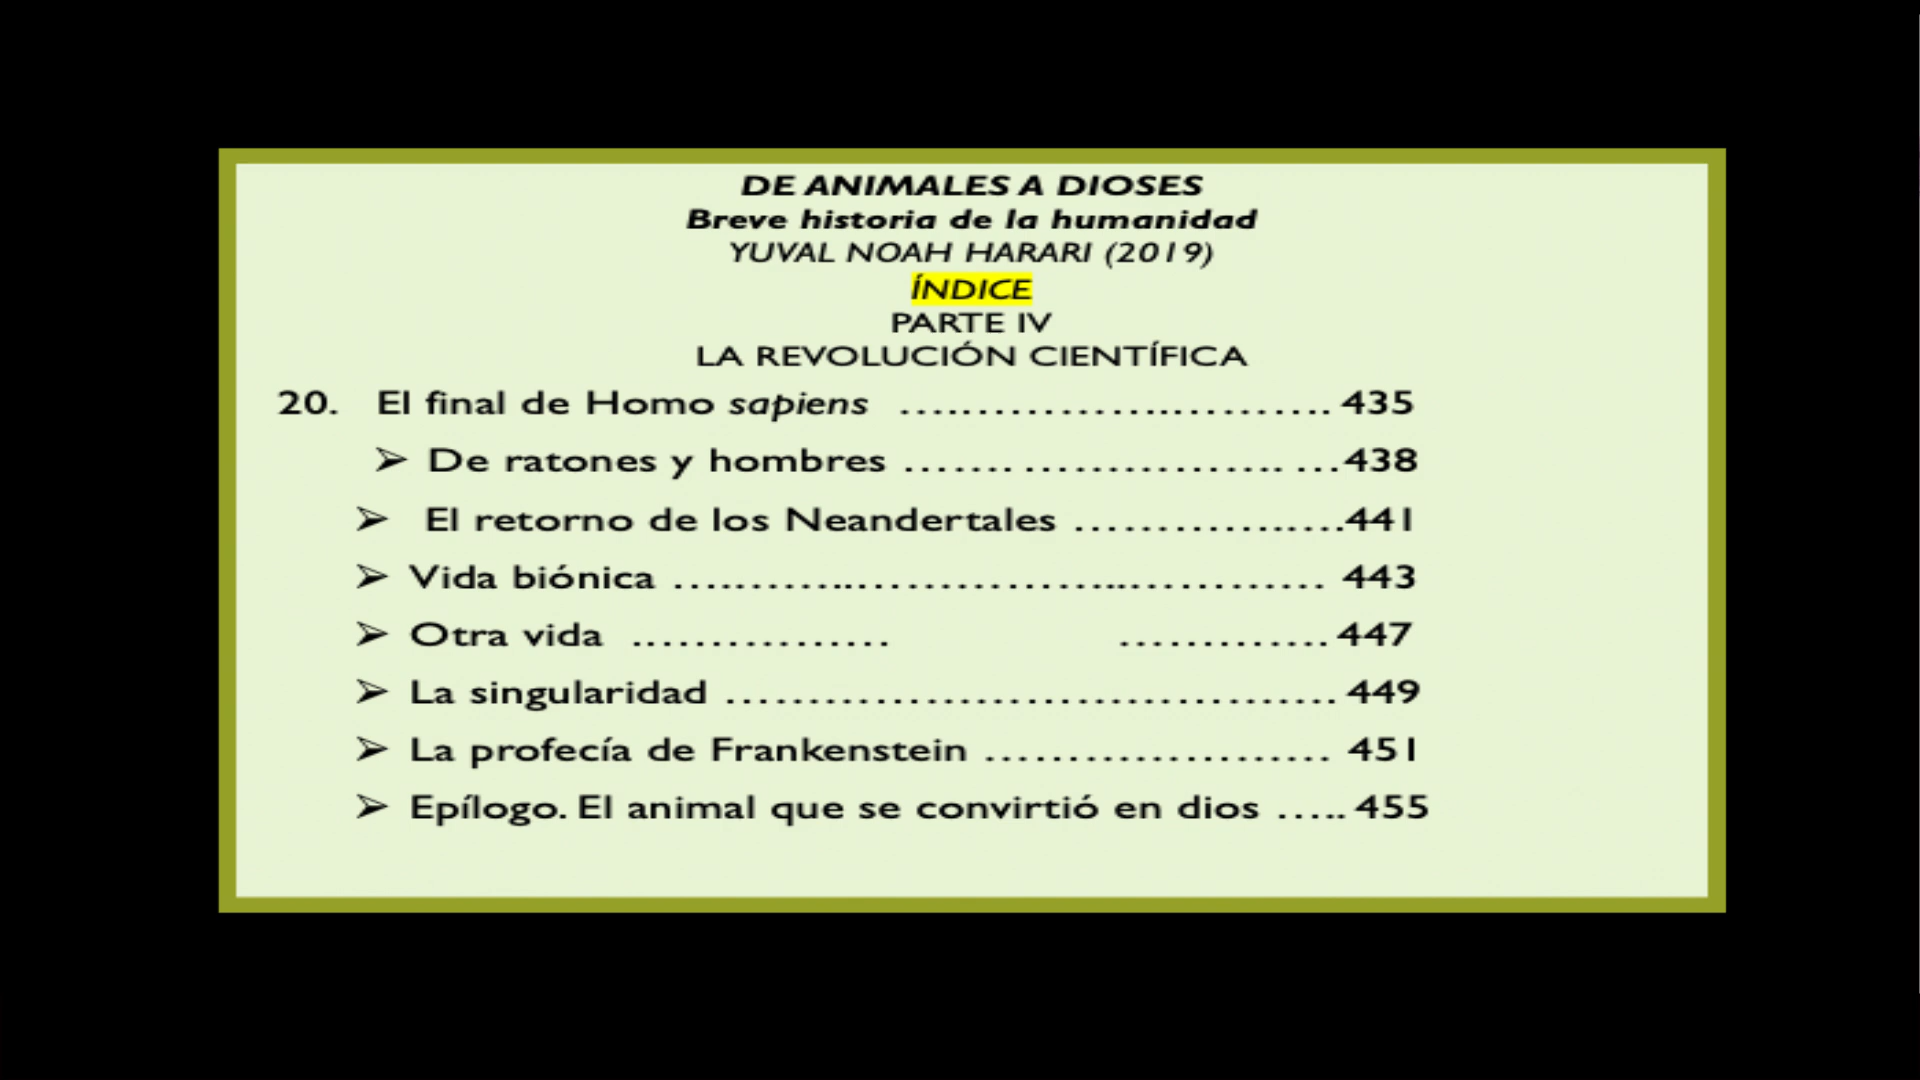 DE ANIMALES A DIOSES
Breve historia de la humanidad
YUVAL NOAH HARARI (2019)
ÍNDICE
PARTE IV
LA REVOLUCIÓN CIENTÍFICA
20. El final de Homo sapiens ................................ 435
➢ De ratones y hombres ....... .................... ...438
➢ El retorno de los Neandertales ....................441
➢ Vida biónica ................................................ 443
➢ Otra vida ................ .............447
➢ La singularidad ..................................... 449
➢ La profecía de Frankenstein ..................... 451
➢ Epílogo. El animal que se convirtió en dios ..... 455